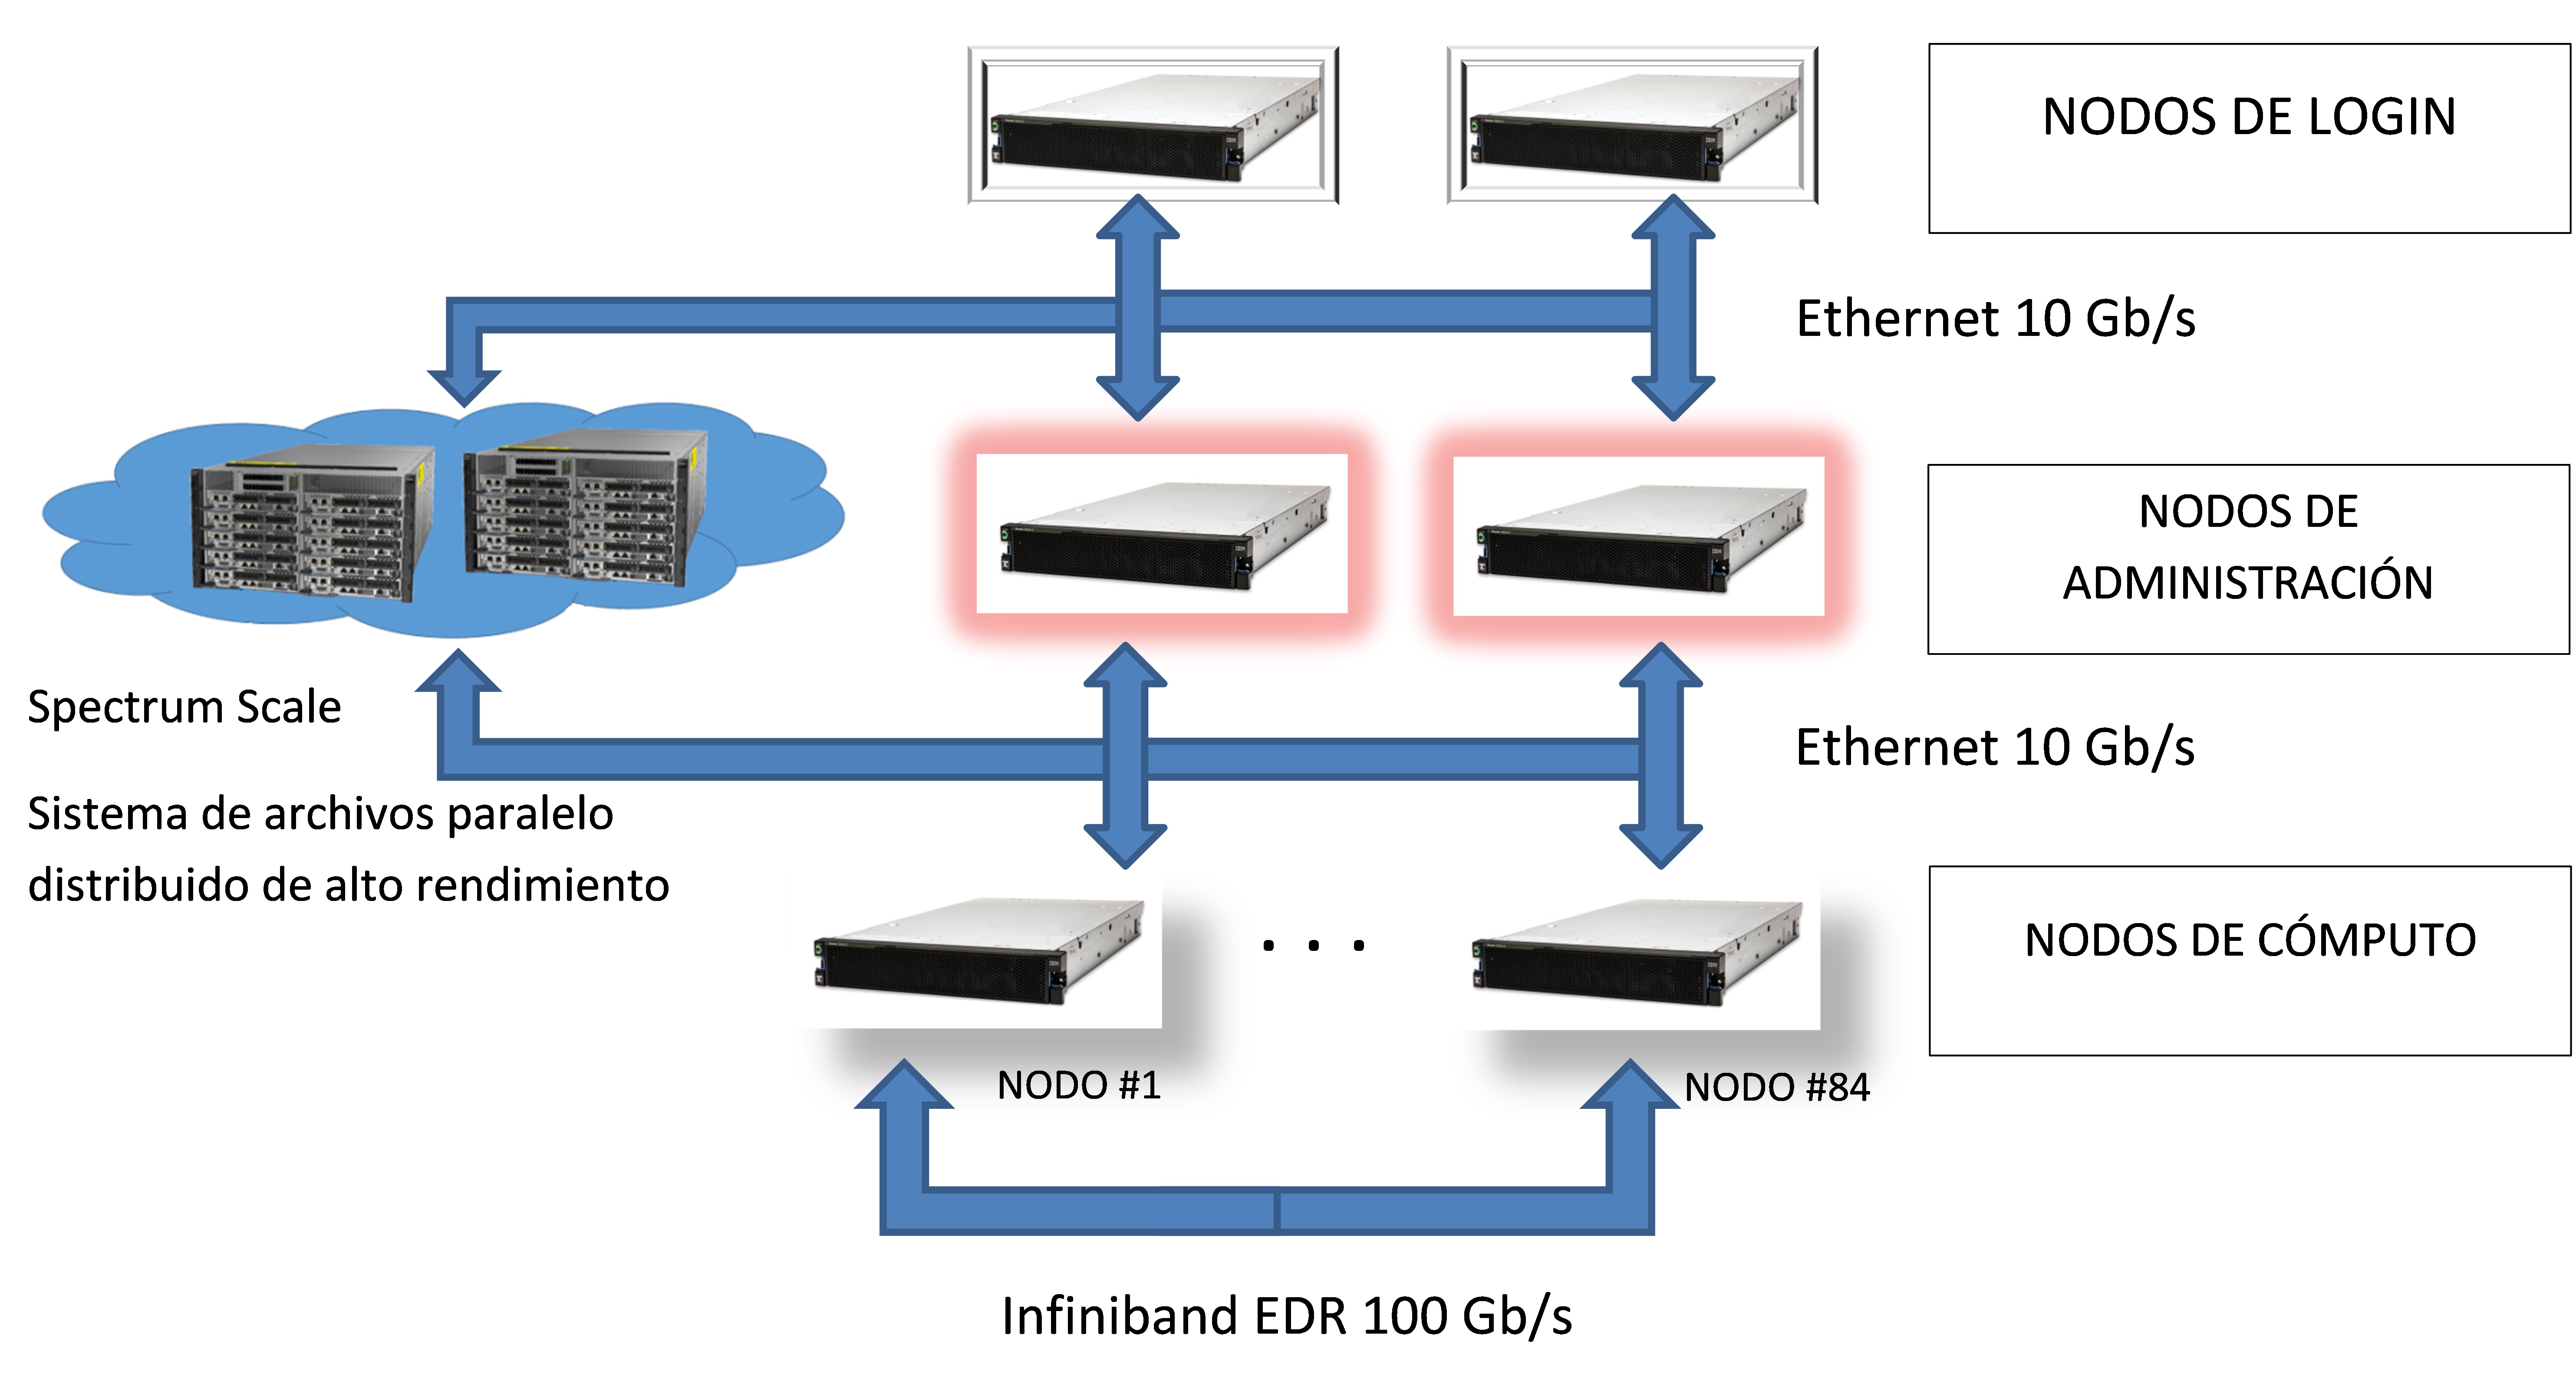 NODOS DE LOGIN
Ethernet 10 Gb/s
NODOS DE
ADMINISTRACIÓN
Spectrum Scale
Ethernet 10 Gb/s
Sistema de archivos paralelo
distribuido de alto rendimiento
. . .
NODOS DE CÓMPUTO
NODO #1
NODO #84
Infiniband EDR 100 Gb/s